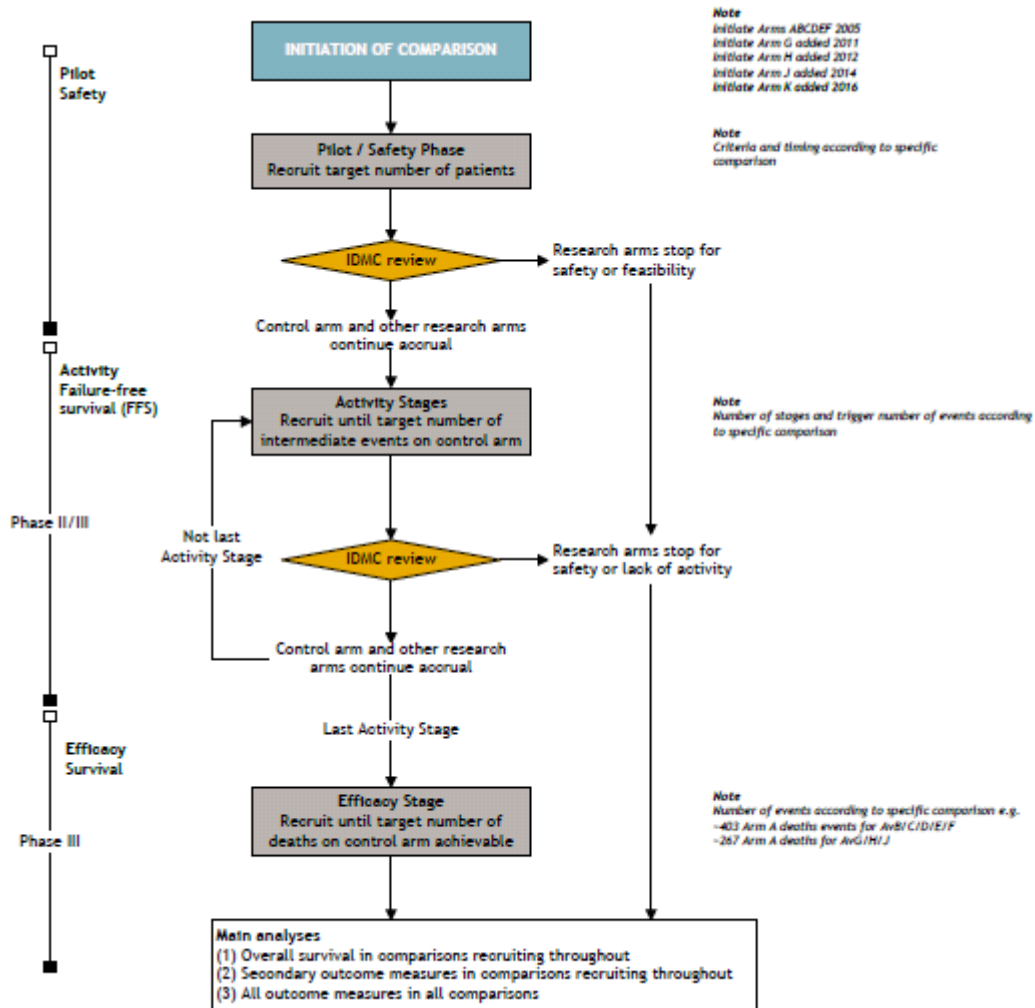 INITIATION OF COMPARISON
Note
Initiate Arms ABCDEF 2005
Initiate Arm G added 2011
Initiate Arm H added 2012
Initiate Arm J added 2014
Initiate Arm K added 2016
Pilot
Safety
Pilot / Safety Phase
Recruit target number of patients
Note
Criteria and timing according to specific
comparison
IDMC review
Research arms stop for
safety or feasibility
Control arm and other research arms
continue accrual
Activity
Failure-free
survival (FFS)
Activity Stages
Recruit until target number of
intermediate events on control arm
Note
Number of stages and trigger number of events according
to specific comparison
Phase II/III
Not last
Activity Stage
IDMC review
Research arms stop for
safety or lack of activity
Control arm and other research
arms continue accrual
Last Activity Stage
Efficacy
Survival
Efficacy Stage
Recruit until target number of
deaths on control arm achievable
Note
Number of events according to specific comparison e.g.
~403 Arm A deaths events for AvB/C/D/E/F
~267 Arm A deaths for AvG/H/J
Phase III
Main analyses
(1) Overall survival in comparisons recruiting throughout
(2) Secondary outcome measures in comparisons recruiting throughout
(3) All outcome measures in all comparisons